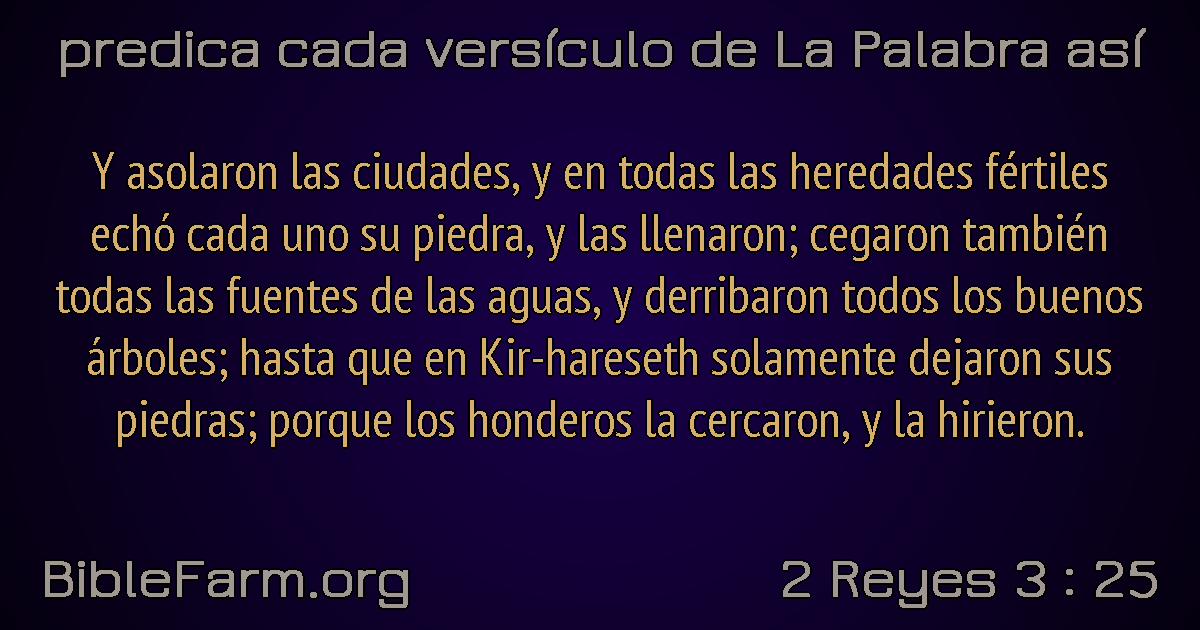 predica cada versículo de La Palabra así
Y asolaron las ciudades, y en todas las heredades fértiles
echó cada uno su piedra, y las llenaron; cegaron también
todas las fuentes de las aguas, y derribaron todos los buenos
árboles; hasta que en Kir-hareseth solamente dejaron sus
piedras; porque los honderos la cercaron, y la hirieron.
BibleFarm.org
2 Reyes 3 : 25